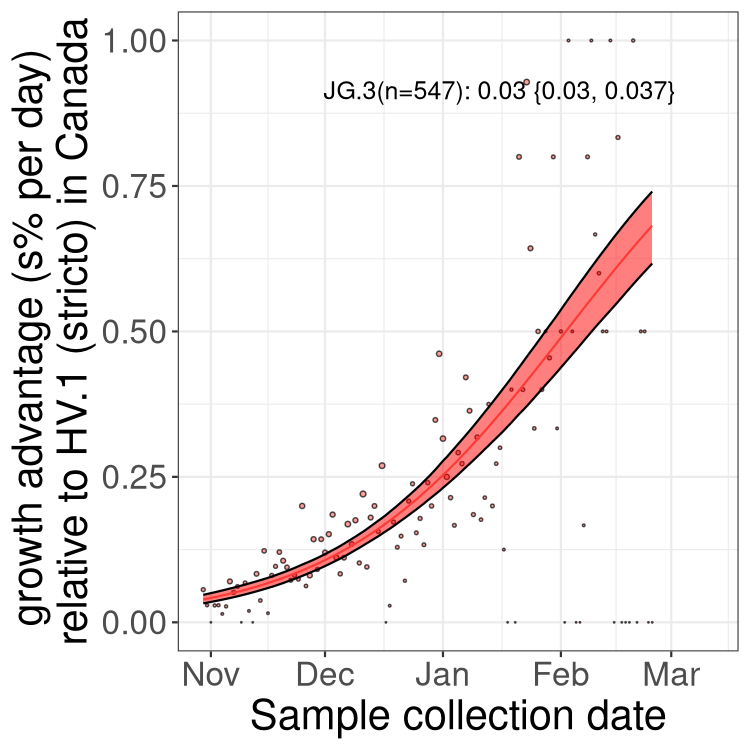 growth advantage (s% per day)
relative to HV.1 (stricto) in Canada
1.00
0.75
0.50
0.25
0.00
JG.3(n=547): 0.03 {0.03, 0.037}
Nov Dec Jan Feb Mar
Sample collection date